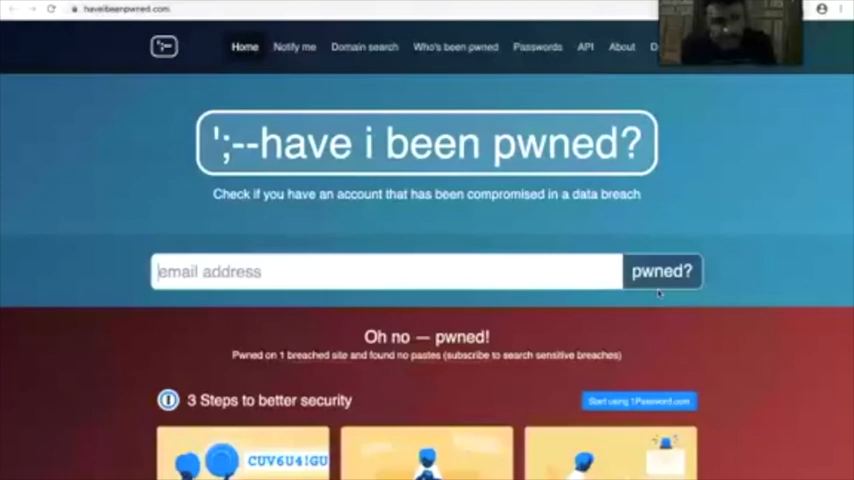 haveibeenpwned.com
';--
Home Notify me Domain search Who's been pwned Passwords API About D
';--have i been pwned?
Check if you have an account that has been compromised in a data breach
email address
pwned?
Oh no — pwned!
Pwned on 1 breached site and found no pastes (subscribe to search sensitive breaches)
3 Steps to better security
Start using 1Password.com
CUV6U4!GU